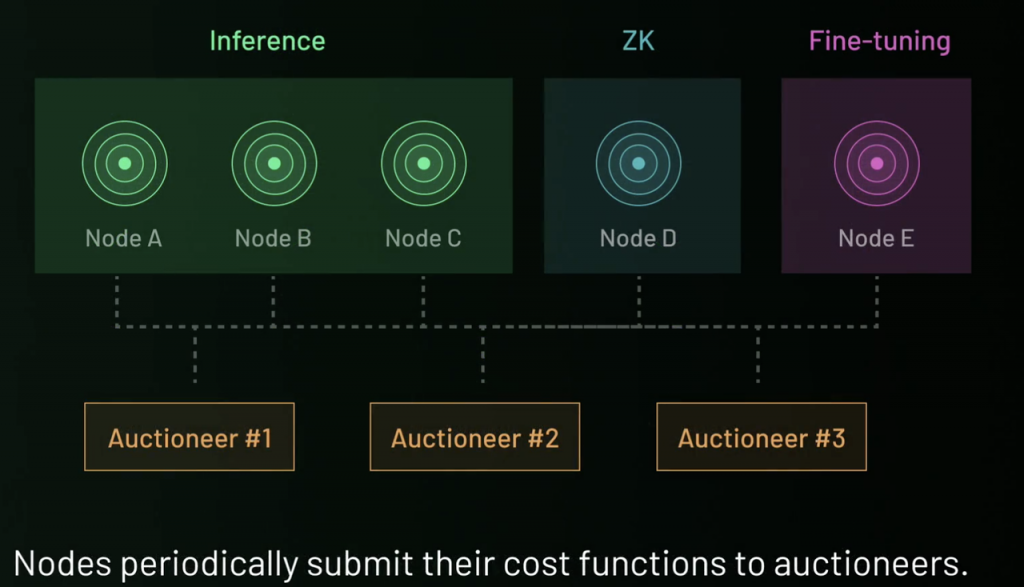 Inference
ZK
Fine-tuning
Node A
Node B
Node C
Node D
Node E
Auctioneer #1
Auctioneer #2
Auctioneer #3
Nodes periodically submit their cost functions to auctioneers.